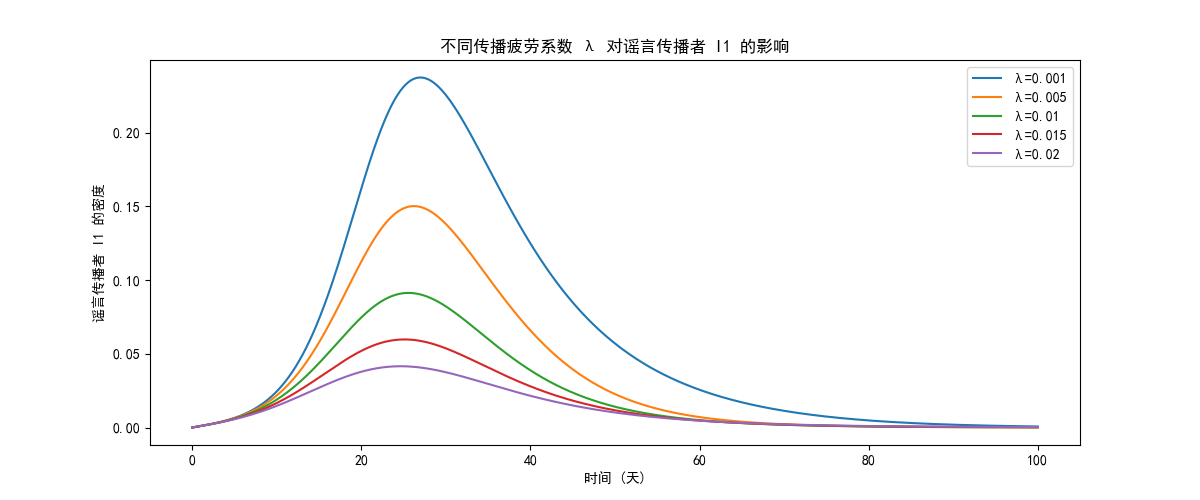 不同传播疲劳系数 λ 对谣言传播者 I1 的影响
λ=0.001
λ=0.005
λ=0.01
λ=0.015
λ=0.02
谣言传播者 I1 的密度
0.20
0.15
0.10
0.05
0.00
0 20 40 60 80 100
时间 (天)